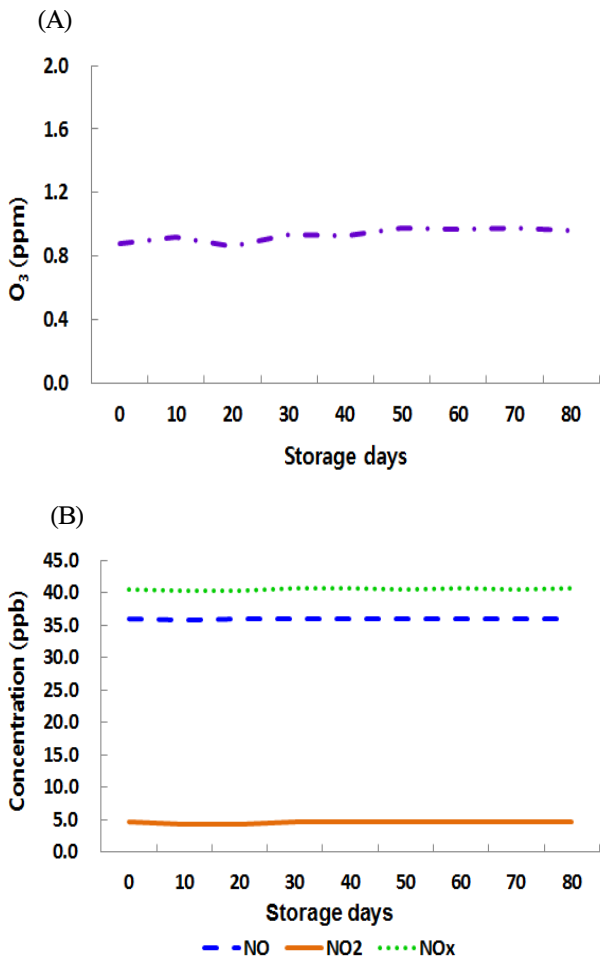 (A)
O₃ (ppm)
2.0
1.6
1.2
0.8
0.4
0.0
0 10 20 30 40 50 60 70 80
Storage days
(B)
Concentration (ppb)
45.0
40.0
35.0
30.0
25.0
20.0
15.0
10.0
5.0
0.0
0 10 20 30 40 50 60 70 80
Storage days
NO NO2 NOx